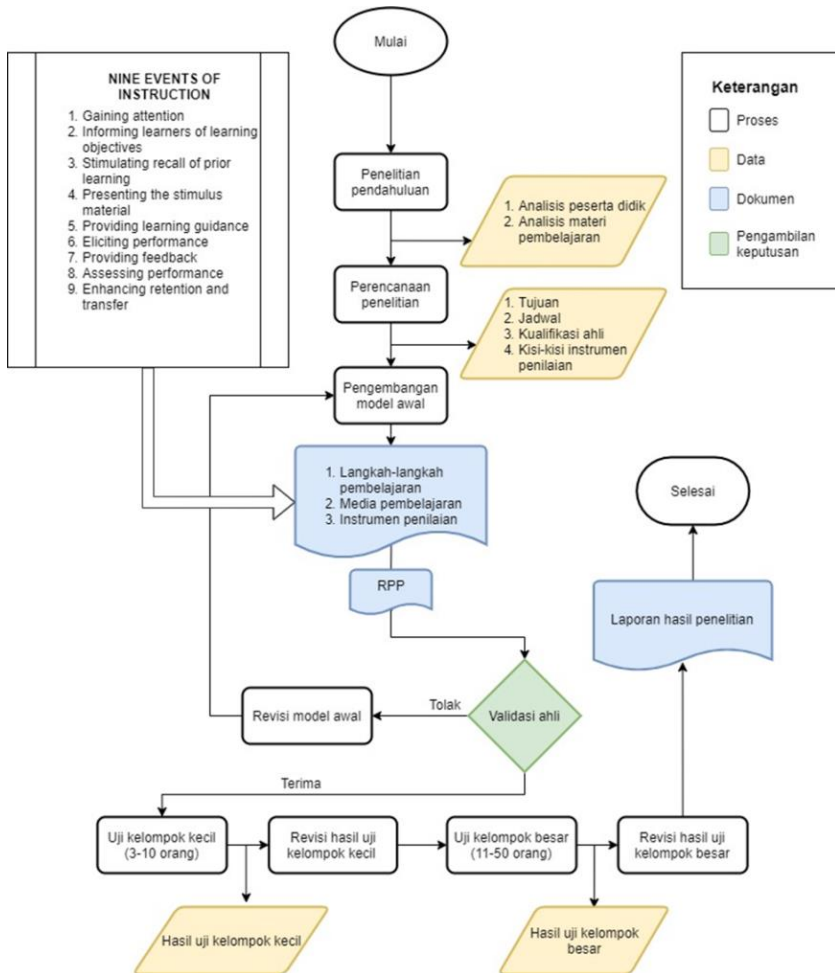 Mulai
NINE EVENTS OF
INSTRUCTION
1. Gaining attention
2. Informing learners of learning
objectives
3. Stimulating recall of prior
learning
4. Presenting the stimulus
material
5. Providing learning guidance
6. Eliciting performance
7. Providing feedback
8. Assessing performance
9. Enhancing retention and
transfer
Keterangan
Proses
Data
Dokumen
Pengambilan
keputusan
Penelitian
pendahuluan
1. Analisis peserta didik
2. Analisis materi
pembelajaran
Perencanaan
penelitian
1. Tujuan
2. Jadwal
3. Kualifikasi ahli
4. Kisi-kisi instrumen
penilaian
Pengembangan
model awal
1. Langkah-langkah
pembelajaran
2. Media pembelajaran
3. Instrumen penilaian
RPP
Validasi ahli
Tolak
Revisi model awal
Terima
Uji kelompok kecil
(3-10 orang)
Revisi hasil uji
kelompok kecil
Uji kelompok besar
(11-50 orang)
Revisi hasil uji
kelompok besar
Hasil uji kelompok kecil
Hasil uji kelompok
besar
Laporan hasil penelitian
Selesai